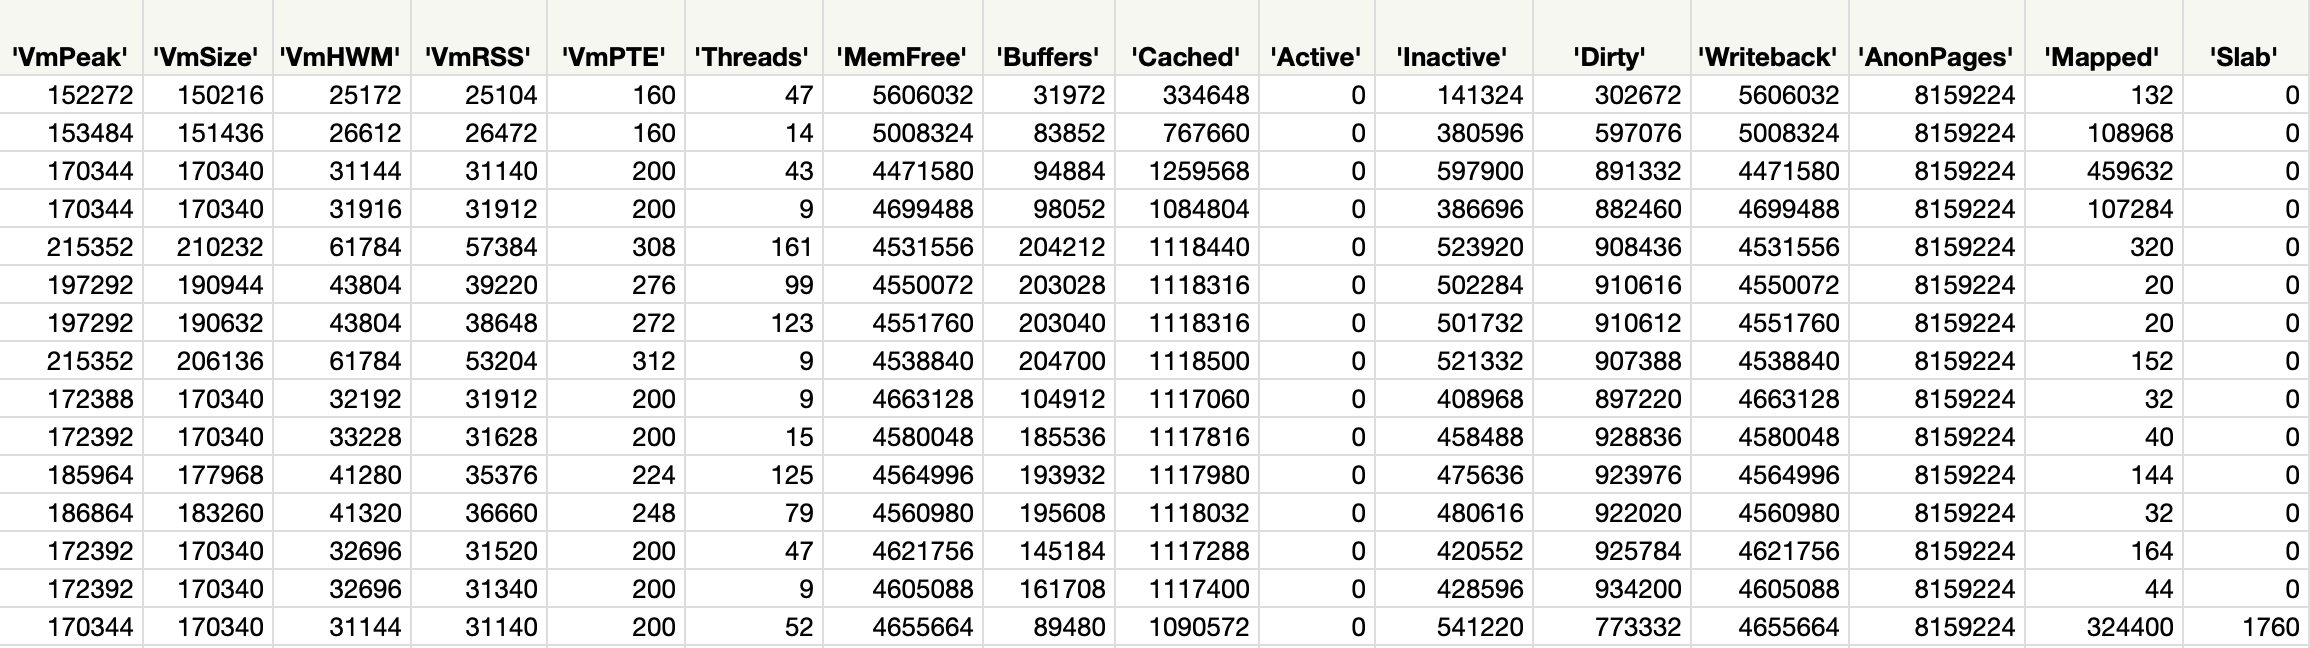 'VmPeak' 'VmSize' 'VmHWM' 'VmRSS' 'VmPTE' 'Threads' 'MemFree' 'Buffers' 'Cached' 'Active' 'Inactive' 'Dirty' 'Writeback' 'AnonPages' 'Mapped' 'Slab'
152272 150216 25172 25104 160 47 5606032 31972 334648 0 141324 302672 5606032 8159224 132 0
153484 151436 26612 26472 160 14 5008324 83852 767660 0 380596 597076 5008324 8159224 108968 0
170344 170340 31144 31140 200 43 4471580 94884 1259568 0 597900 891332 4471580 8159224 459632 0
170344 170340 31916 31912 200 9 4699488 98052 1084804 0 386696 882460 4699488 8159224 107284 0
215352 210232 61784 57384 308 161 4531556 204212 1118440 0 523920 908436 4531556 8159224 320 0
197292 190944 43804 39220 276 99 4550072 203028 1118316 0 502284 910616 4550072 8159224 20 0
197292 190632 43804 38648 272 123 4551760 203040 1118316 0 501732 910612 4551760 8159224 20 0
215352 206136 61784 53204 312 9 4538840 204700 1118500 0 521332 907388 4538840 8159224 152 0
172388 170340 32192 31912 200 9 4663128 104912 1117060 0 408968 897220 4663128 8159224 32 0
172392 170340 33228 31628 200 15 4580048 185536 1117816 0 458488 928836 4580048 8159224 40 0
185964 177968 41280 35376 224 125 4564996 193932 1117980 0 475636 923976 4564996 8159224 144 0
186864 183260 41320 36660 248 79 4560980 195608 1118032 0 480616 922020 4560980 8159224 32 0
172392 170340 32696 31520 200 47 4621756 145184 1117288 0 420552 925784 4621756 8159224 164 0
172392 170340 32696 31340 200 9 4605088 161708 1117400 0 428596 934200 4605088 8159224 44 0
170344 170340 31144 31140 200 52 4655664 89480 1090572 0 541220 773332 4655664 8159224 324400 1760